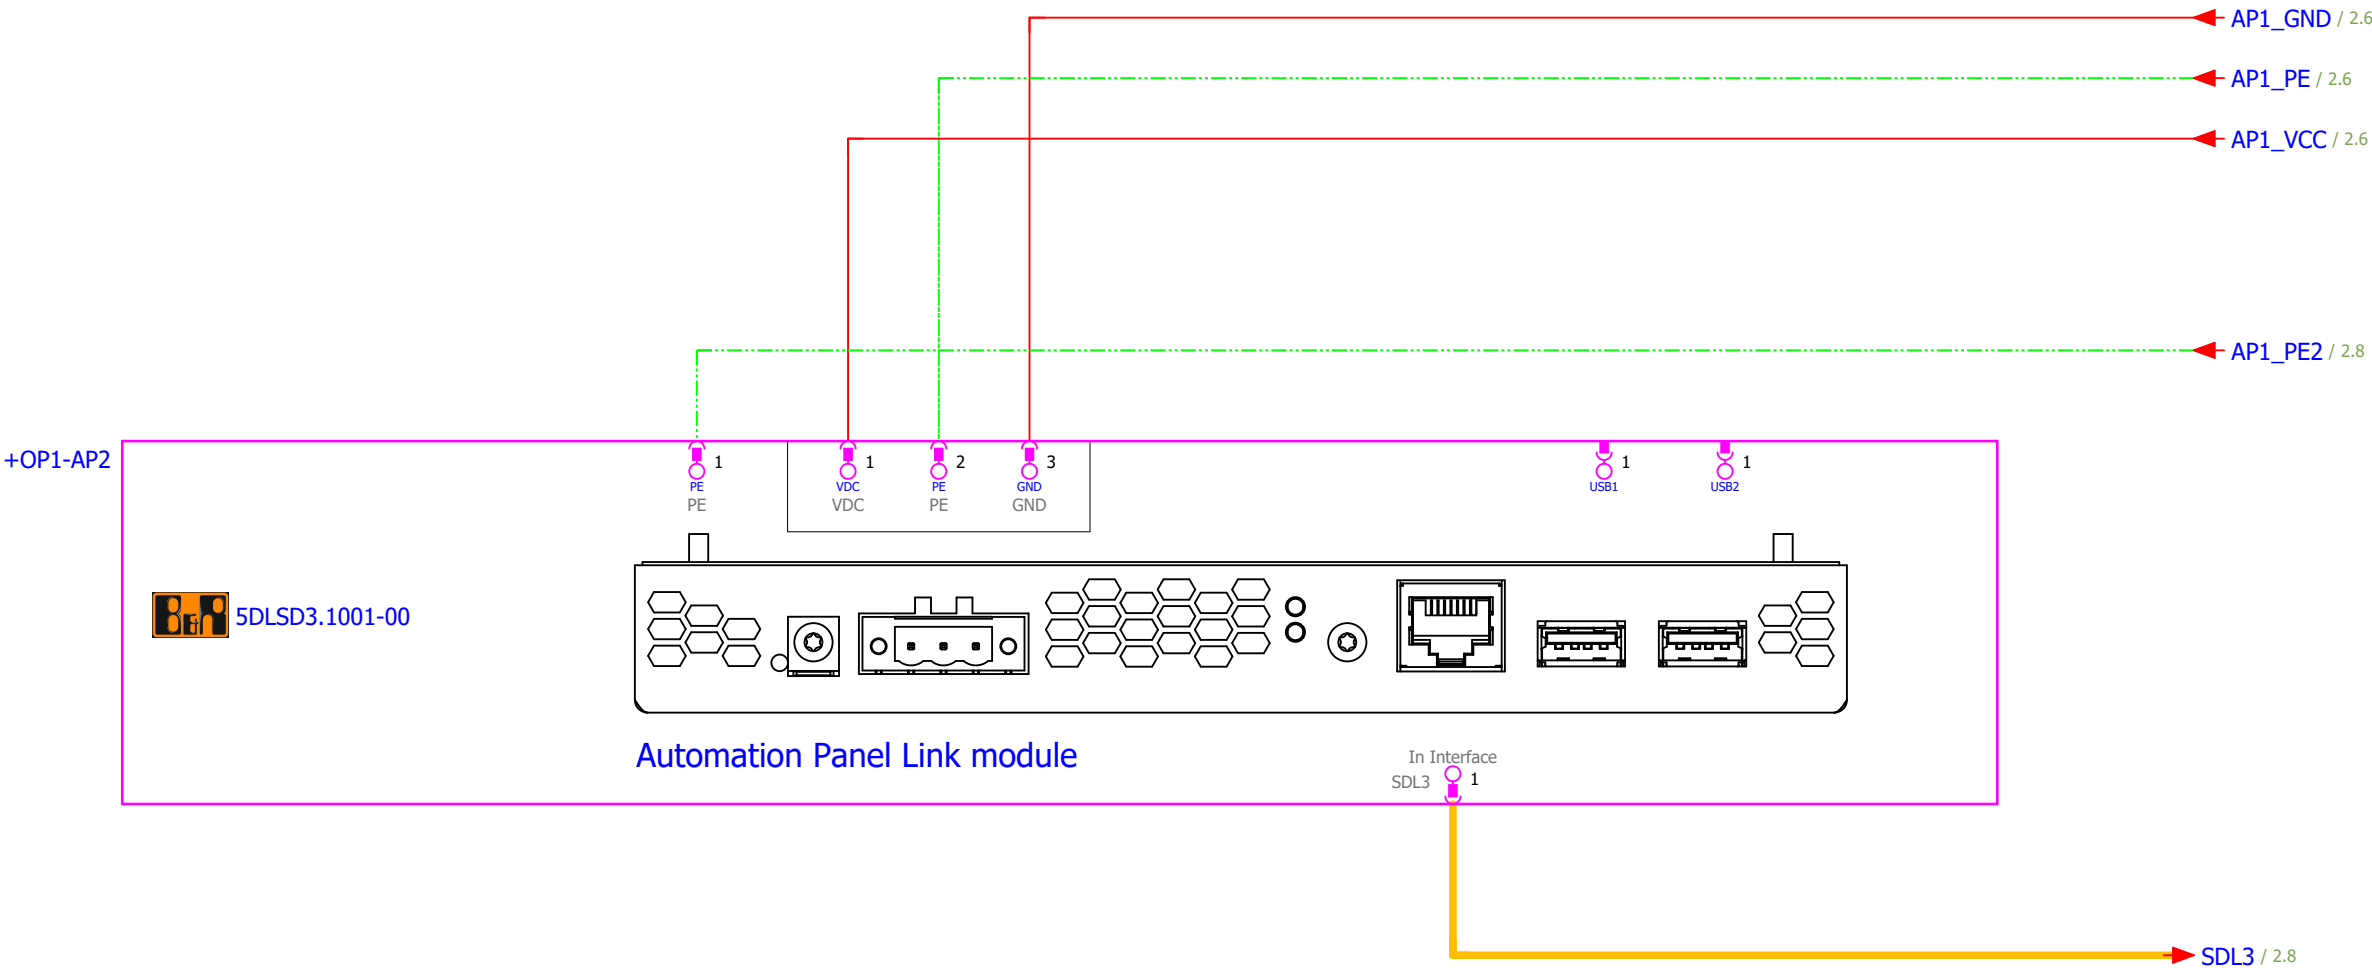 AP1_GND / 2.6
AP1_PE / 2.6
AP1_VCC / 2.6
AP1_PE2 / 2.8
+OP1-AP2
1
1
2
3
1
1
PE
VDC
PE
GND
USB1
USB2
PE
VDC
PE
GND
B&R
5DLSD3.1001-00
Automation Panel Link module
In Interface
SDL3
1
SDL3 / 2.8